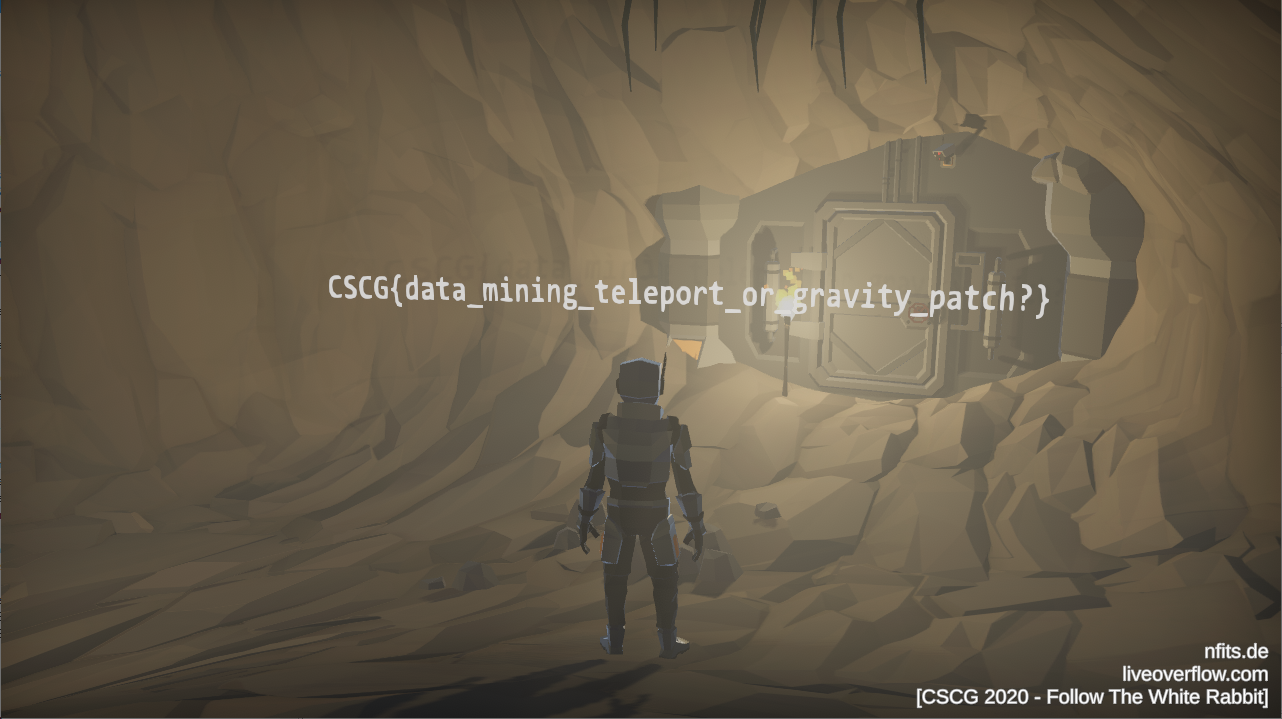 CSCG{data_mining_teleport_or_gravity_patch?}
nfits.de
liveoverflow.com
[CSCG 2020 - Follow The White Rabbit]